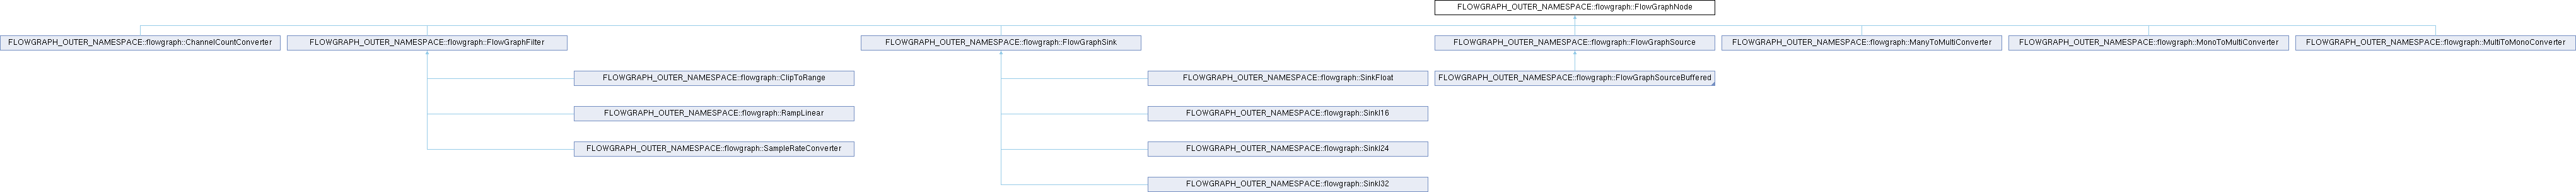 FLOWGRAPH_OUTER_NAMESPACE::flowgraph::FlowGraphNode
FLOWGRAPH_OUTER_NAMESPACE::flowgraph::ChannelCountConverter
FLOWGRAPH_OUTER_NAMESPACE::flowgraph::FlowGraphFilter
FLOWGRAPH_OUTER_NAMESPACE::flowgraph::FlowGraphSink
FLOWGRAPH_OUTER_NAMESPACE::flowgraph::FlowGraphSource
FLOWGRAPH_OUTER_NAMESPACE::flowgraph::ManyToMultiConverter
FLOWGRAPH_OUTER_NAMESPACE::flowgraph::MonoToMultiConverter
FLOWGRAPH_OUTER_NAMESPACE::flowgraph::MultiToMonoConverter
FLOWGRAPH_OUTER_NAMESPACE::flowgraph::ClipToRange
FLOWGRAPH_OUTER_NAMESPACE::flowgraph::SinkFloat
FLOWGRAPH_OUTER_NAMESPACE::flowgraph::FlowGraphSourceBuffered
FLOWGRAPH_OUTER_NAMESPACE::flowgraph::RampLinear
FLOWGRAPH_OUTER_NAMESPACE::flowgraph::SinkI16
FLOWGRAPH_OUTER_NAMESPACE::flowgraph::SampleRateConverter
FLOWGRAPH_OUTER_NAMESPACE::flowgraph::SinkI24
FLOWGRAPH_OUTER_NAMESPACE::flowgraph::SinkI32